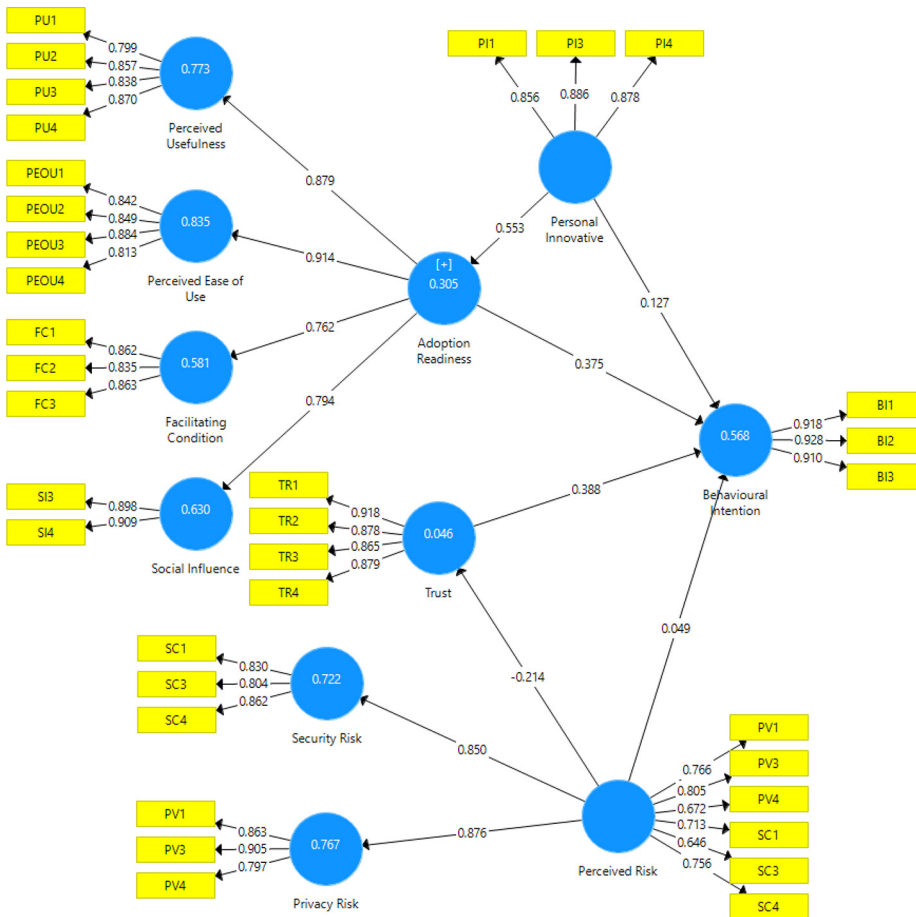 PU1
PU2
PU3
PU4
0.799
0.857
0.838
0.870
0.773
Perceived
Usefulness
PI1
PI3
PI4
0.856
0.886
0.878
Personal
Innovative
PEOU1
PEOU2
PEOU3
PEOU4
0.842
0.849
0.884
0.813
0.835
Perceived Ease of
Use
0.879
0.914
0.762
0.794
0.553
[+]
0.305
Adoption
Readiness
0.127
0.375
FC1
FC2
FC3
0.862
0.835
0.863
0.581
Facilitating
Condition
0.568
Behavioural
Intention
0.918
0.928
0.910
BI1
BI2
BI3
SI3
SI4
0.898
0.909
0.630
Social Influence
TR1
TR2
TR3
TR4
0.918
0.878
0.865
0.879
0.046
Trust
0.388
0.049
-0.214
SC1
SC3
SC4
0.830
0.804
0.862
0.722
Security Risk
0.850
PV1
PV3
PV4
0.863
0.905
0.797
0.767
Privacy Risk
0.876
Perceived Risk
0.766
0.805
0.672
0.713
0.646
0.756
PV1
PV3
PV4
SC1
SC3
SC4